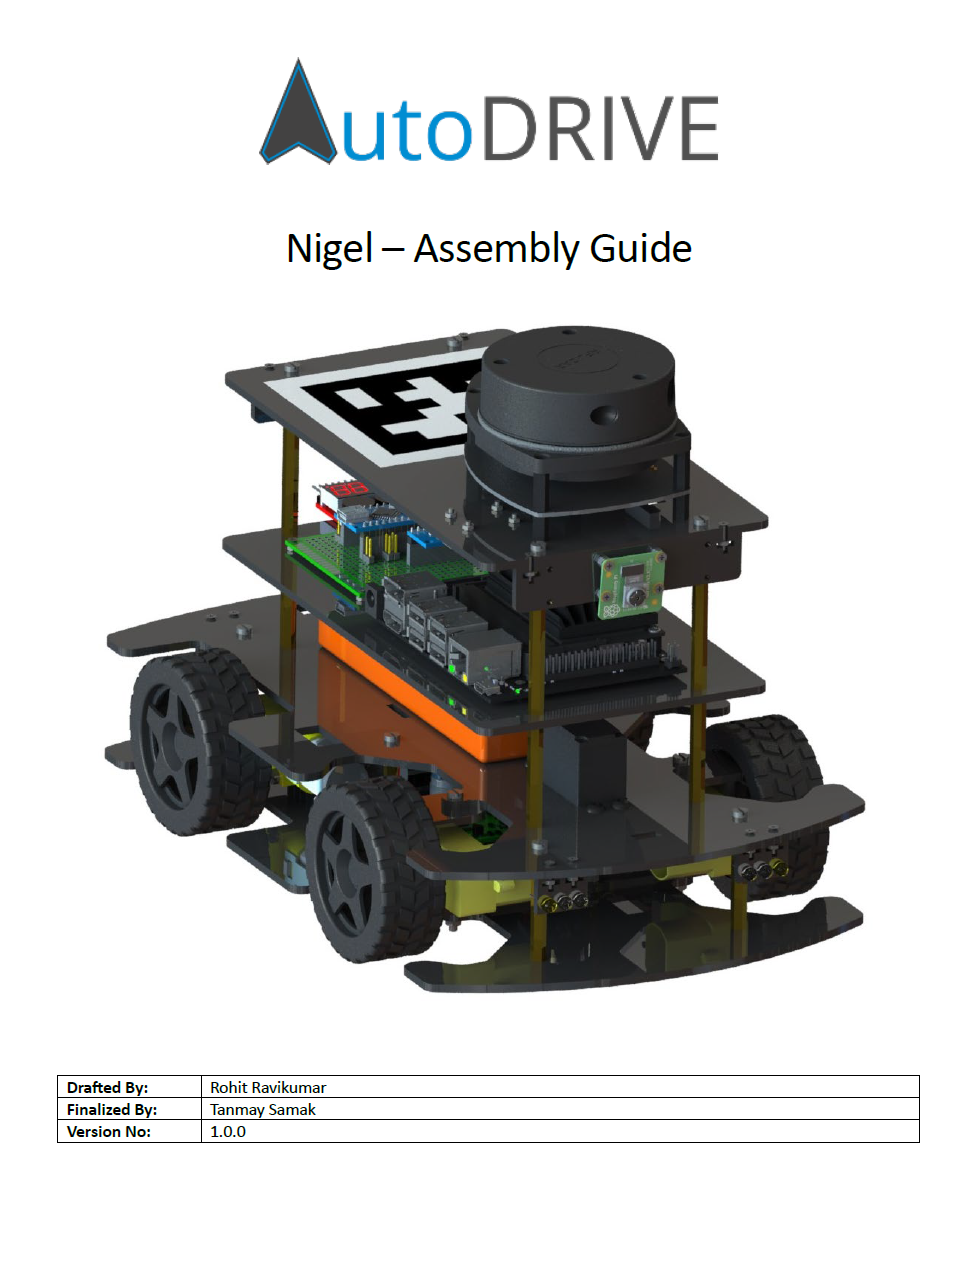 AutoDRIVE
Nigel – Assembly Guide
Drafted By: Rohit Ravikumar
Finalized By: Tanmay Samak
Version No: 1.0.0